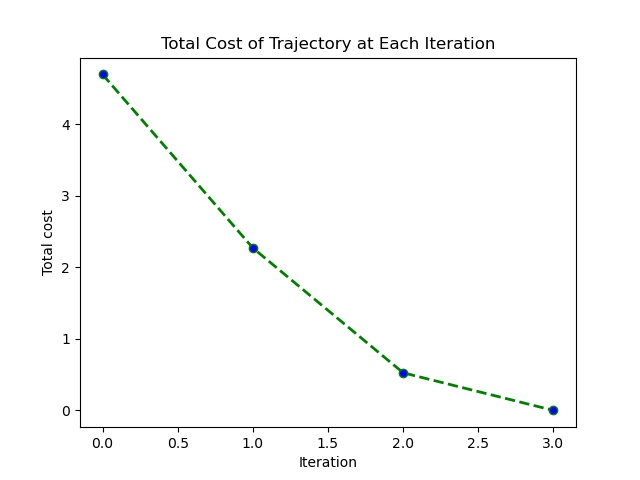 Total Cost of Trajectory at Each Iteration
4
3
2
1
0
Total cost
0.0 0.5 1.0 1.5 2.0 2.5 3.0
Iteration